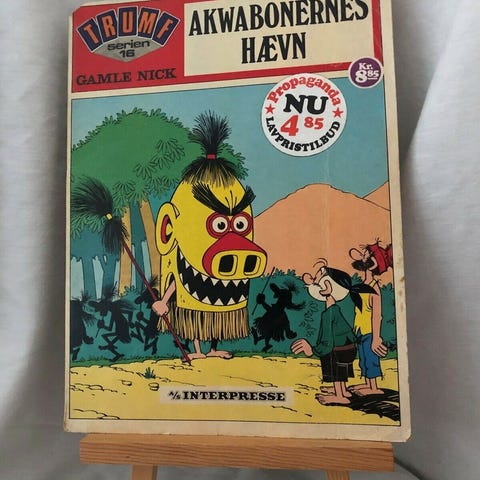 TRUMF
serien
16
GAMLE NICK
AKWABONERNES
HÆVN
Kr.
8.85
Propaganda
NU
4 85
LAVPRISTILBUD
A/S INTERPRESSE